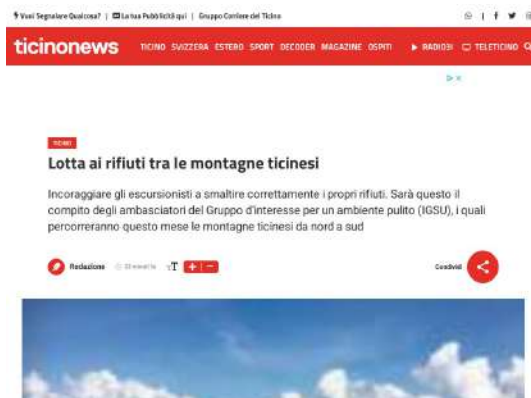 Vuoi Segnalare Qualcosa? | La tua Pubblicità qui | Gruppo Corriere del Ticino
ticinonews TICINO SVIZZERA ESTERO SPORT DECODER MAGAZINE OSPITI RADIO3I TELETICINO
TICINO
Lotta ai rifiuti tra le montagne ticinesi
Incoraggiare gli escursionisti a smaltire correttamente i propri rifiuti. Sarà questo il
compito degli ambasciatori del Gruppo d'interesse per un ambiente pulito (IGSU), i quali
percorreranno questo mese le montagne ticinesi da nord a sud
Redazione TT + − Condividi